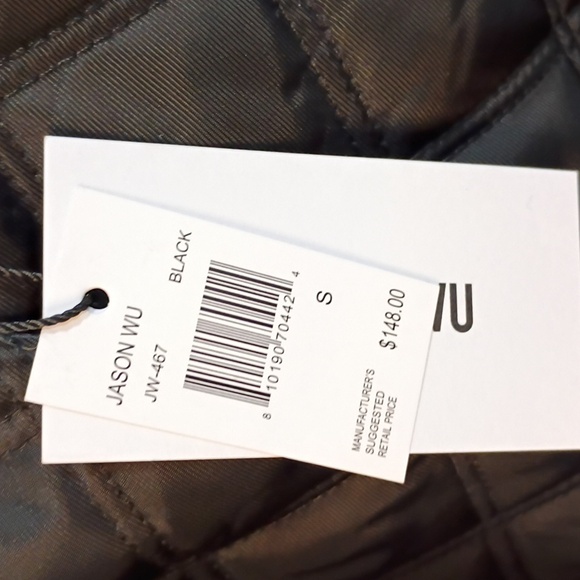 JASON WU
JW-467
BLACK
8 10190 70442 4
S
$148.00
MANUFACTURER'S
SUGGESTED
RETAIL PRICE
WU